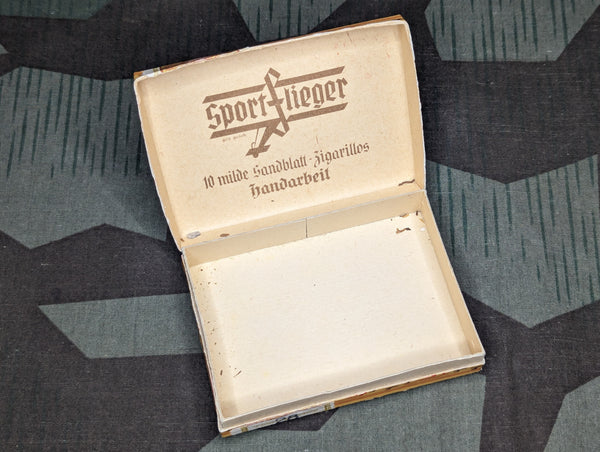 Sportflieger
10 milde Sandblatt-Zigarillos
Handarbeit